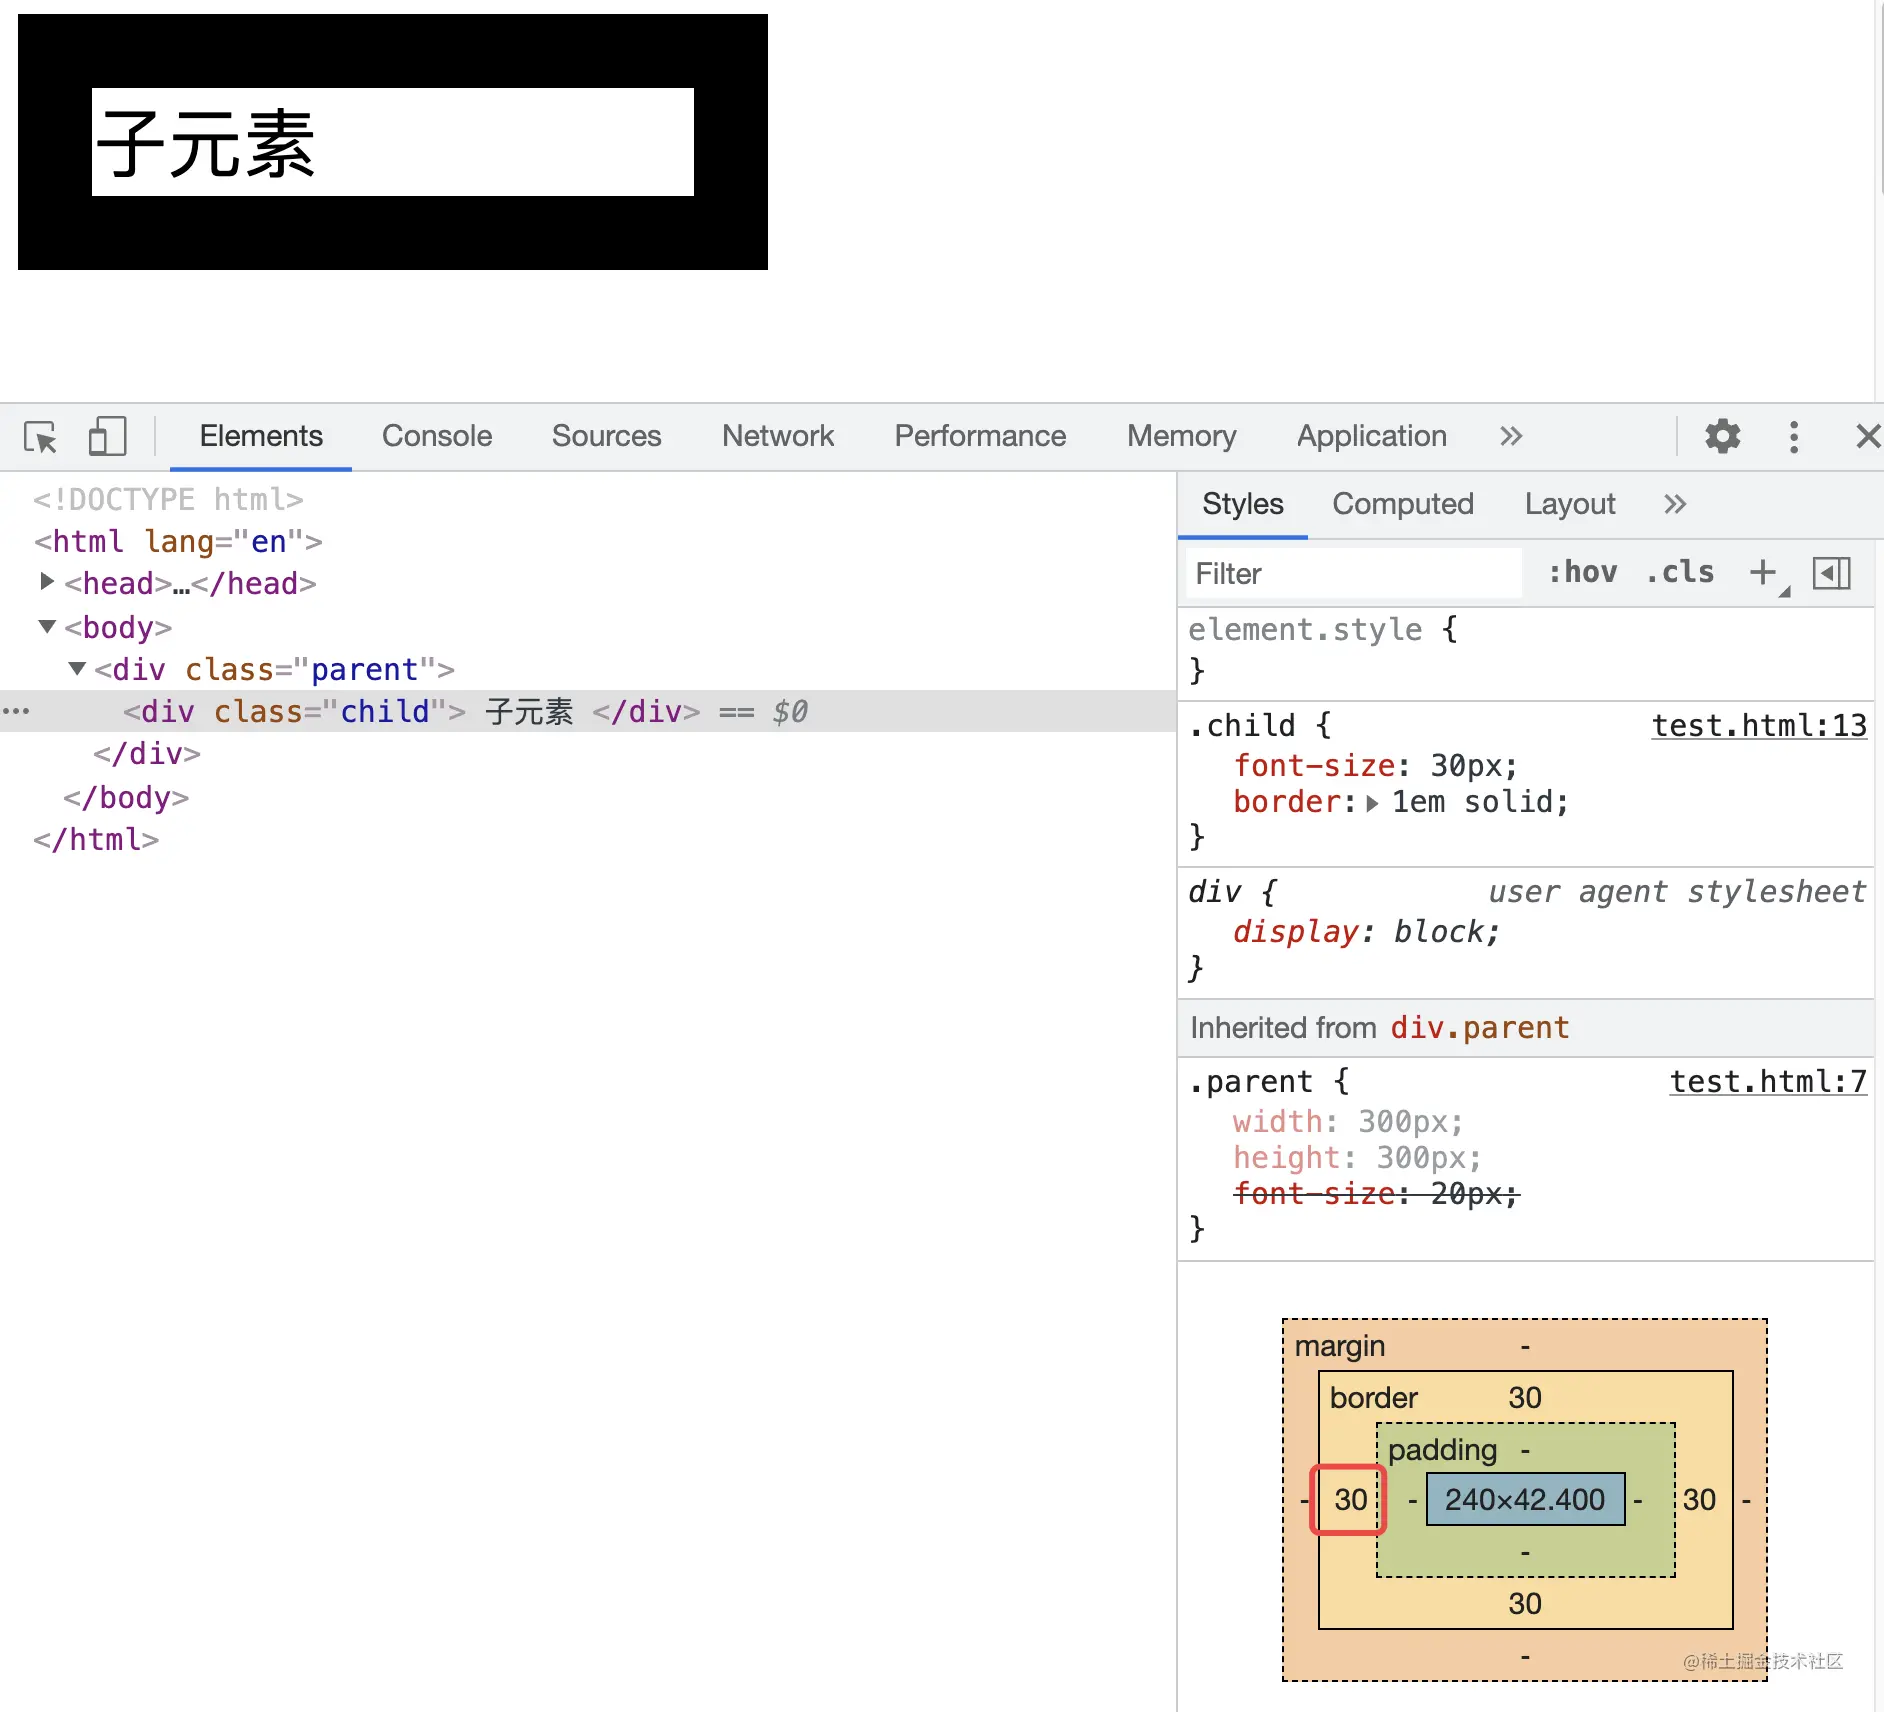 子元素
Elements Console Sources Network Performance Memory Application »
<!DOCTYPE html>
<html lang="en">
<head>…</head>
<body>
<div class="parent">
<div class="child"> 子元素 </div> == $0
</div>
</body>
</html>
Styles Computed Layout »
Filter :hov .cls +
element.style {
}
.child { test.html:13
font-size: 30px;
border: 1em solid;
}
div { user agent stylesheet
display: block;
}
Inherited from div.parent
.parent { test.html:7
width: 300px;
height: 300px;
font-size: 20px;
}
margin -
border 30
padding -
- 30 - 240×42.400 - 30 -
-
30
-
@稀土掘金技术社区